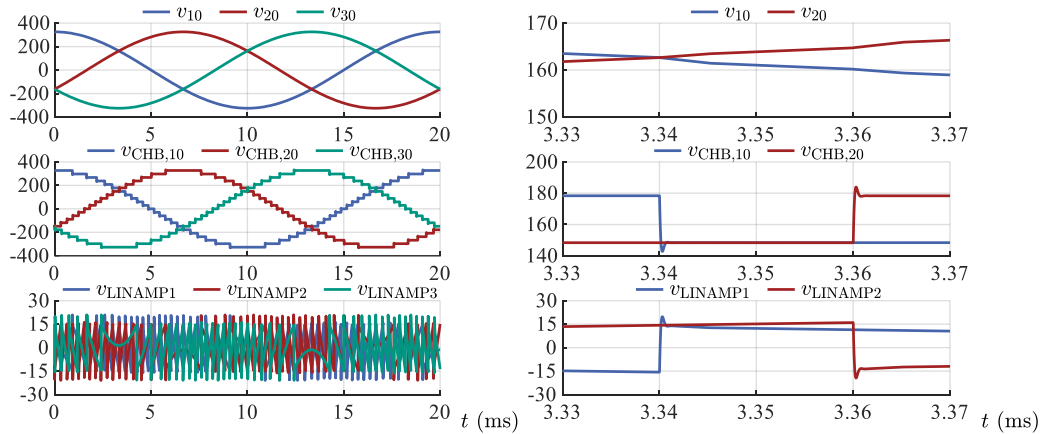 v10 v20 v30
400
200
0
-200
-400
0 5 10 15 20
vCHB,10 vCHB,20 vCHB,30
400
200
0
-200
-400
0 5 10 15 20
vLINAMP1 vLINAMP2 vLINAMP3
30
15
0
-15
-30
0 5 10 15 20
t (ms)
v10 v20
170
160
150
3.33 3.34 3.35 3.36 3.37
vCHB,10 vCHB,20
200
180
160
140
3.33 3.34 3.35 3.36 3.37
vLINAMP1 vLINAMP2
30
15
0
-15
-30
3.33 3.34 3.35 3.36 3.37
t (ms)